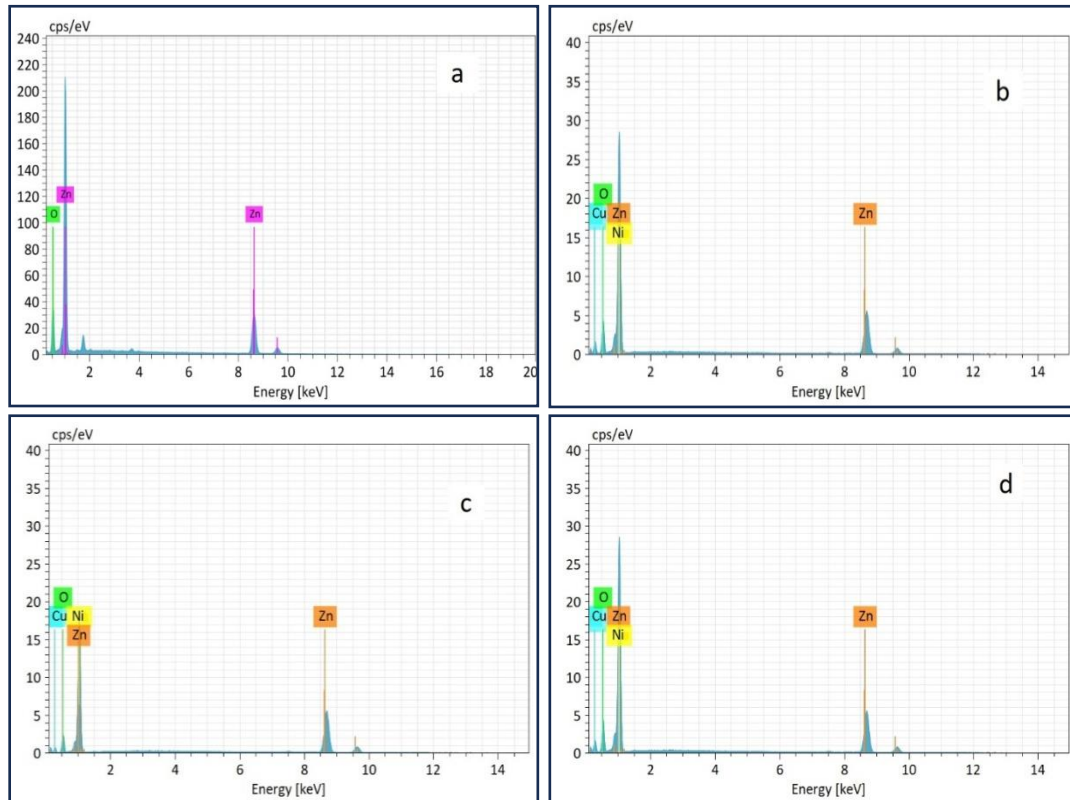 cps/eV
240
220
200
180
160
140
120
100
80
60
40
20
0
a
Zn
O
Zn
2 4 6 8 10 12 14 16 18 20
Energy [keV]
cps/eV
40
35
30
25
20
15
10
5
0
b
O
Cu Zn Zn
Ni
2 4 6 8 10 12 14
Energy [keV]
cps/eV
40
35
30
25
20
15
10
5
0
c
O
Cu Ni Zn
Zn
2 4 6 8 10 12 14
Energy [keV]
cps/eV
40
35
30
25
20
15
10
5
0
d
O
Cu Zn Zn
Ni
2 4 6 8 10 12 14
Energy [keV]